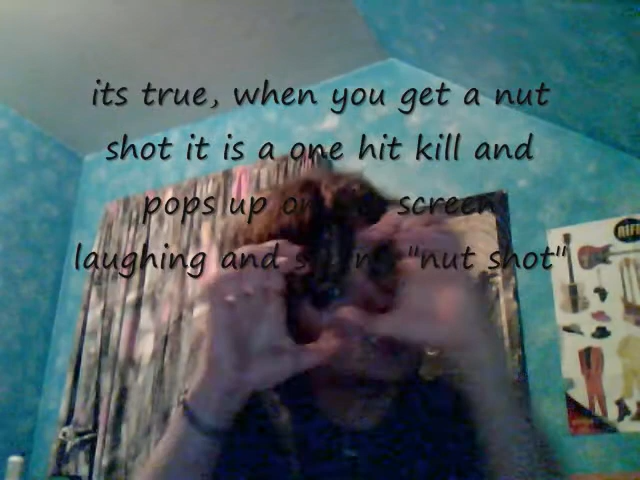 its true, when you get a nut
shot it is a one hit kill and
pops up on screen
laughing and "nut shot"